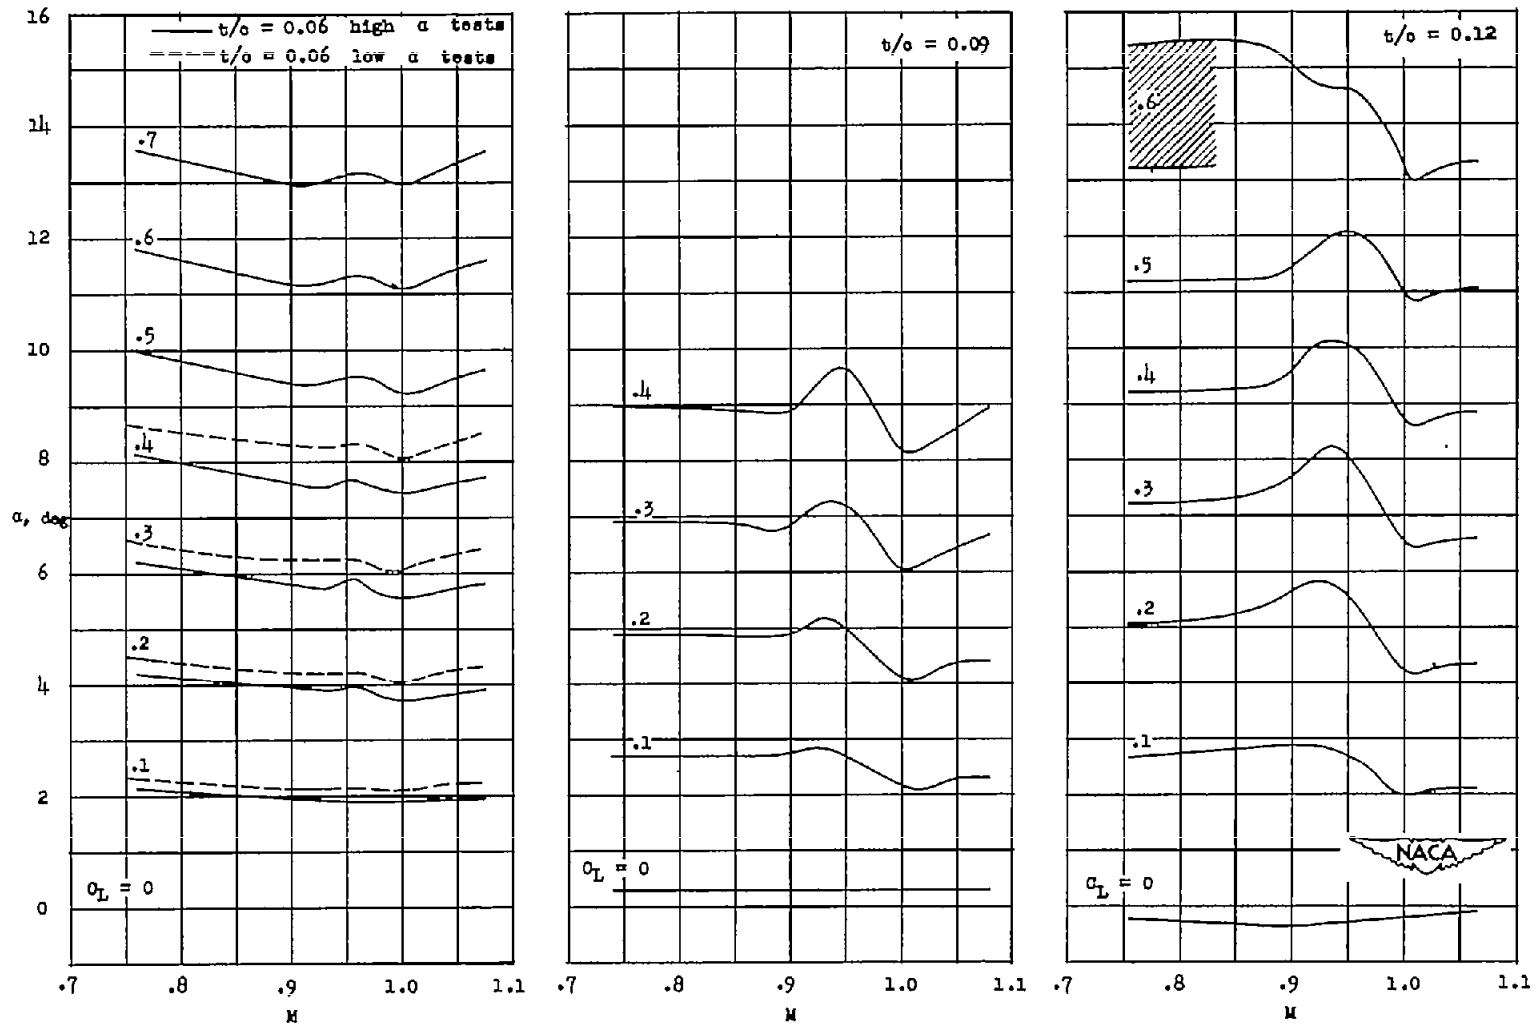 16
14
12
10
8
α, deg
6
4
2
0
t/c = 0.06 high α tests
t/c = 0.06 low α tests
.7
.6
.5
.4
.3
.2
.1
C_L = 0
.7 .8 .9 1.0 1.1
M
t/c = 0.09
.4
.3
.2
.1
C_L = 0
.7 .8 .9 1.0 1.1
M
t/c = 0.12
.6
.5
.4
.3
.2
.1
NACA
C_L = 0
.7 .8 .9 1.0 1.1
M